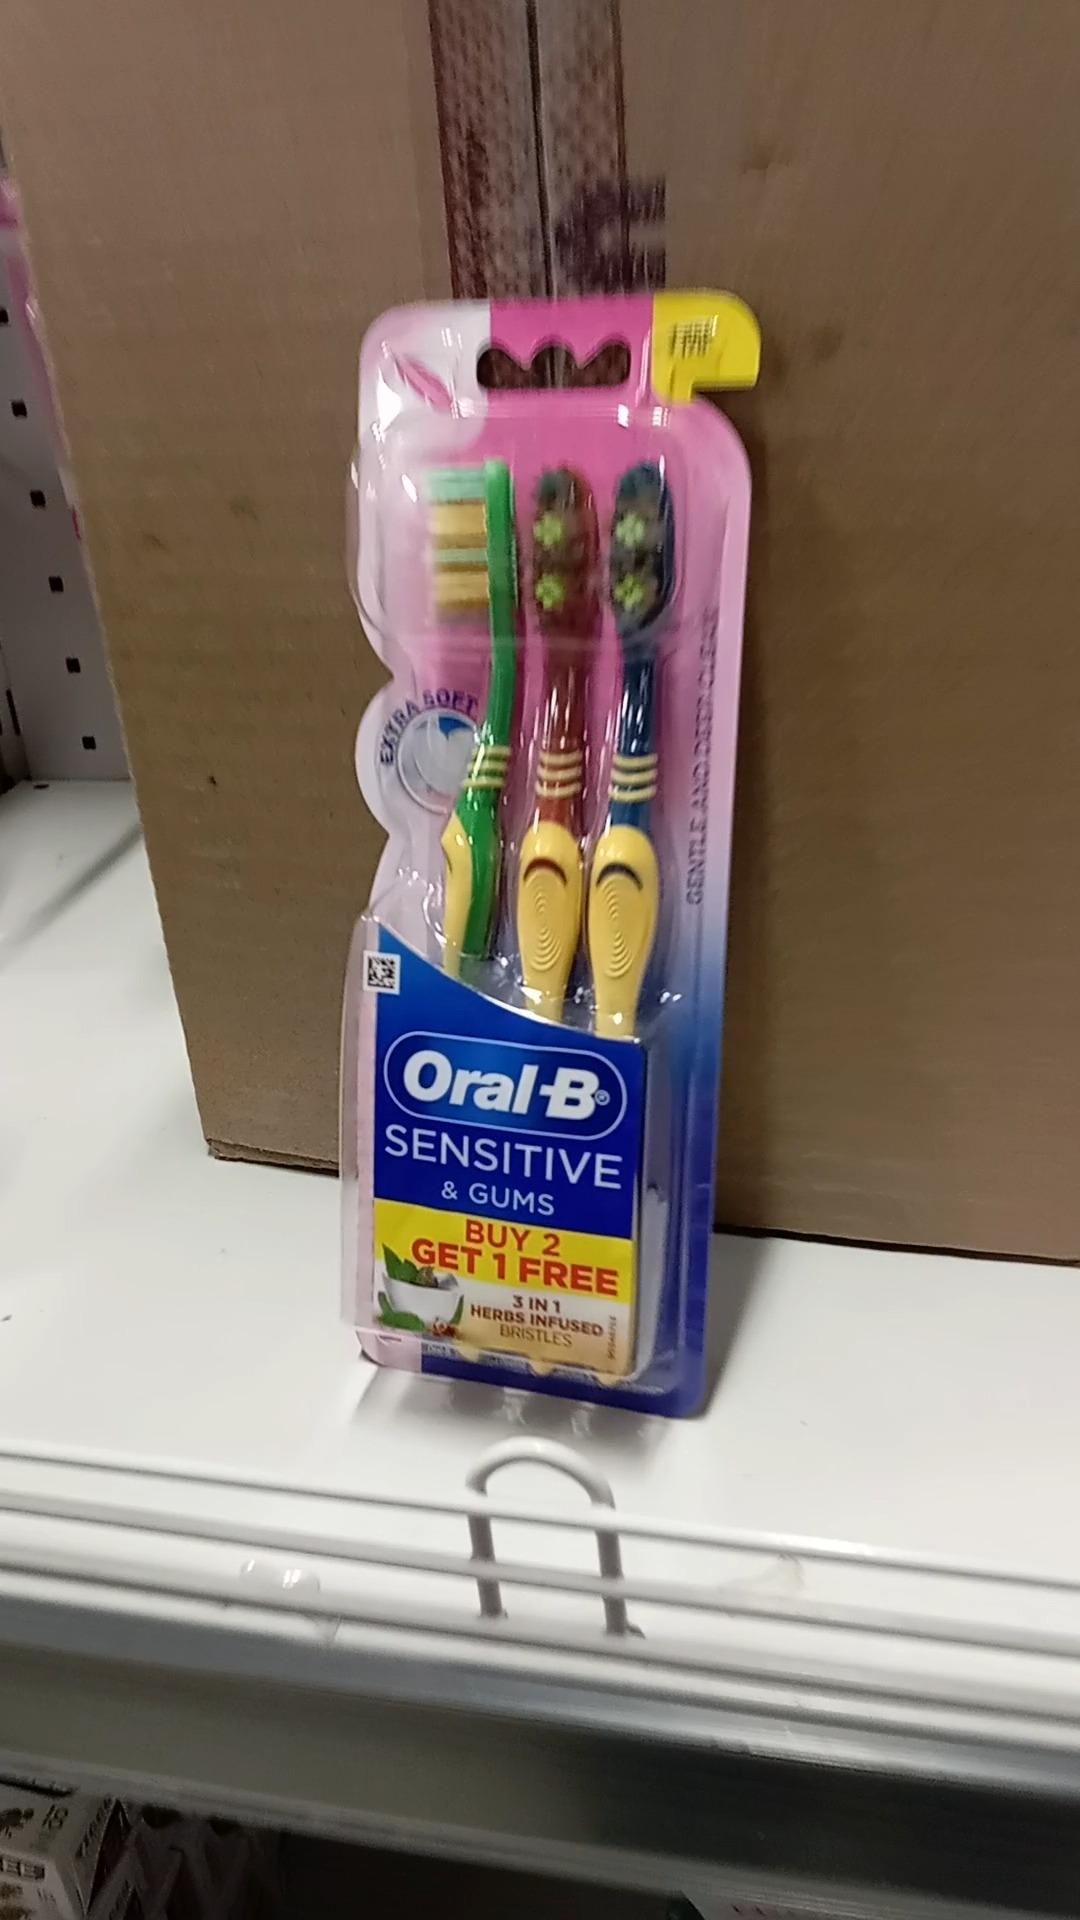 EXTRA SOFT
GENTLE AND DEEP CLEAN
Oral-B®
SENSITIVE
& GUMS
BUY 2
GET 1 FREE
3 IN 1
HERBS INFUSED
BRISTLES